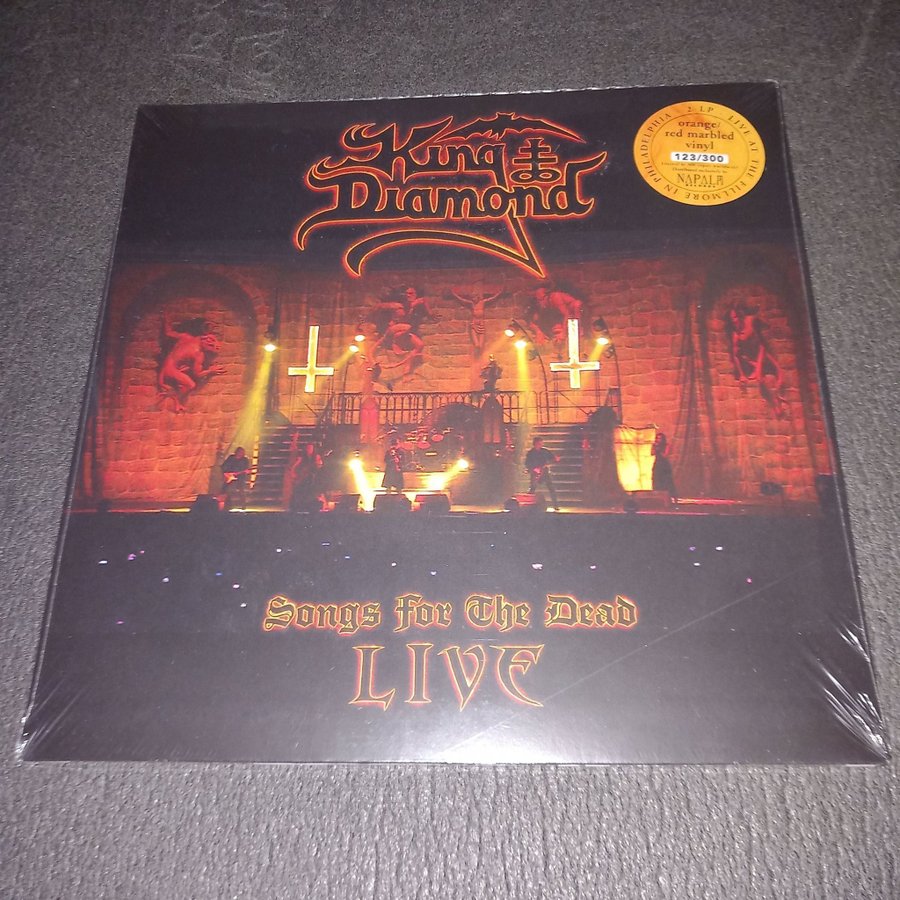 King
Diamond
2-LP LIVE AT THE FILLMORE IN PHILADELPHIA
orange/
red marbled
vinyl
123/300
NAPALM
RECORDS
Songs For The Dead
LIVE